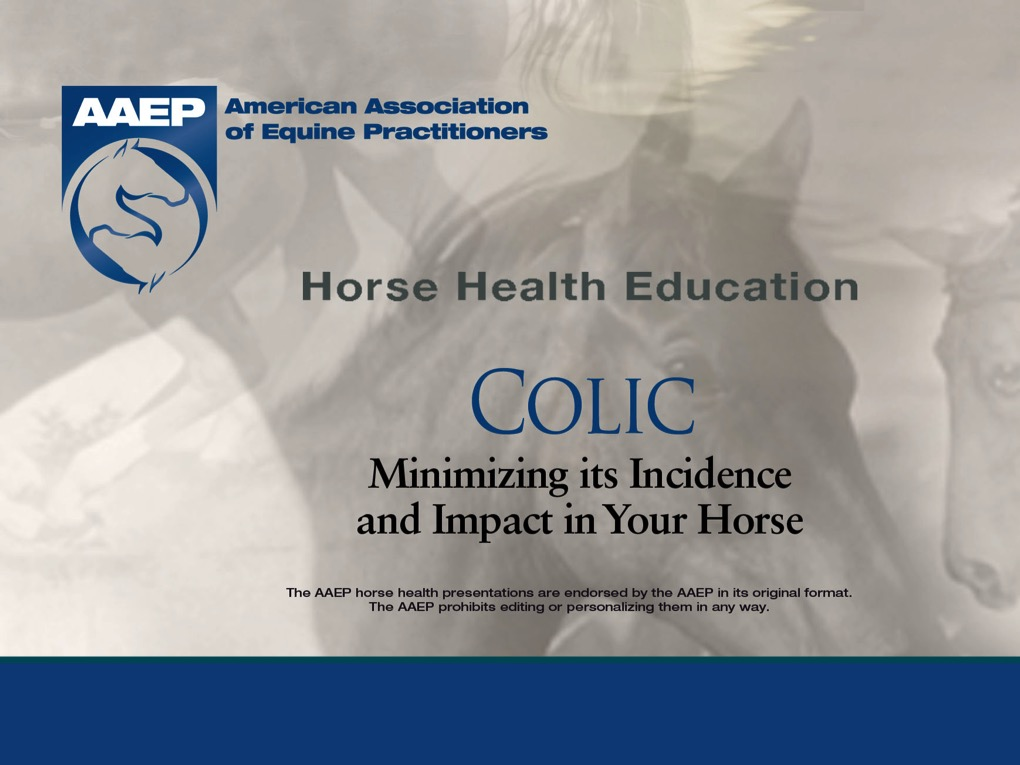 AAEP
American Association
of Equine Practitioners
Horse Health Education
COLIC
Minimizing its Incidence
and Impact in Your Horse
The AAEP horse health presentations are endorsed by the AAEP in its original format.
The AAEP prohibits editing or personalizing them in any way.